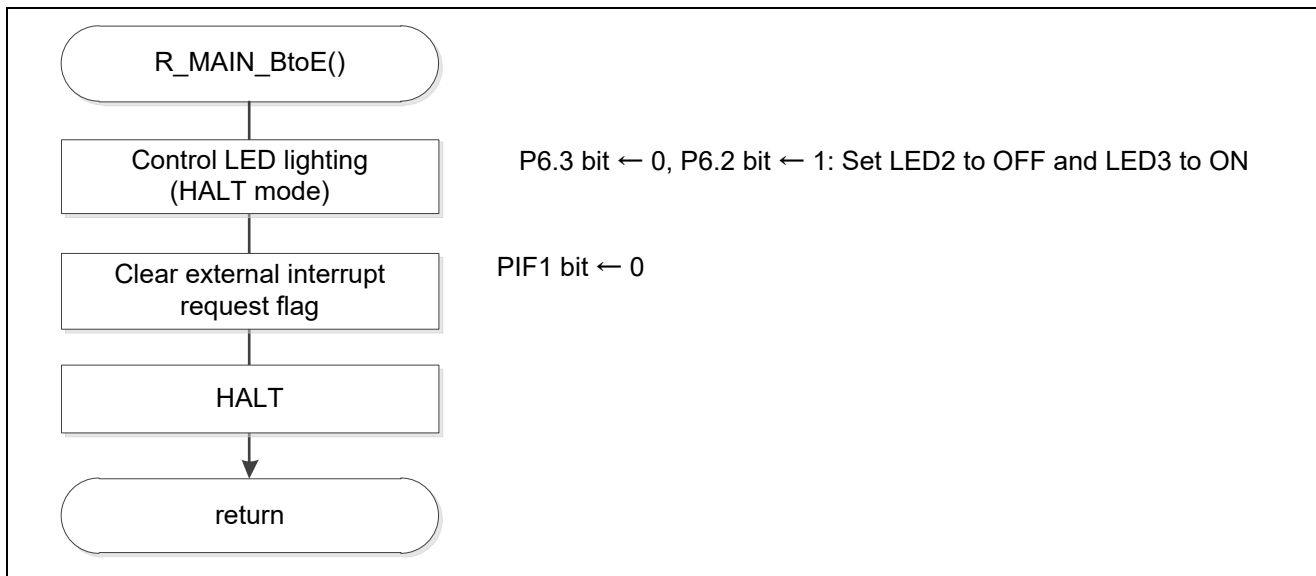 R_MAIN_BtoE()
Control LED lighting
(HALT mode)
P6.3 bit ← 0, P6.2 bit ← 1: Set LED2 to OFF and LED3 to ON
Clear external interrupt
request flag
PIF1 bit ← 0
HALT
return